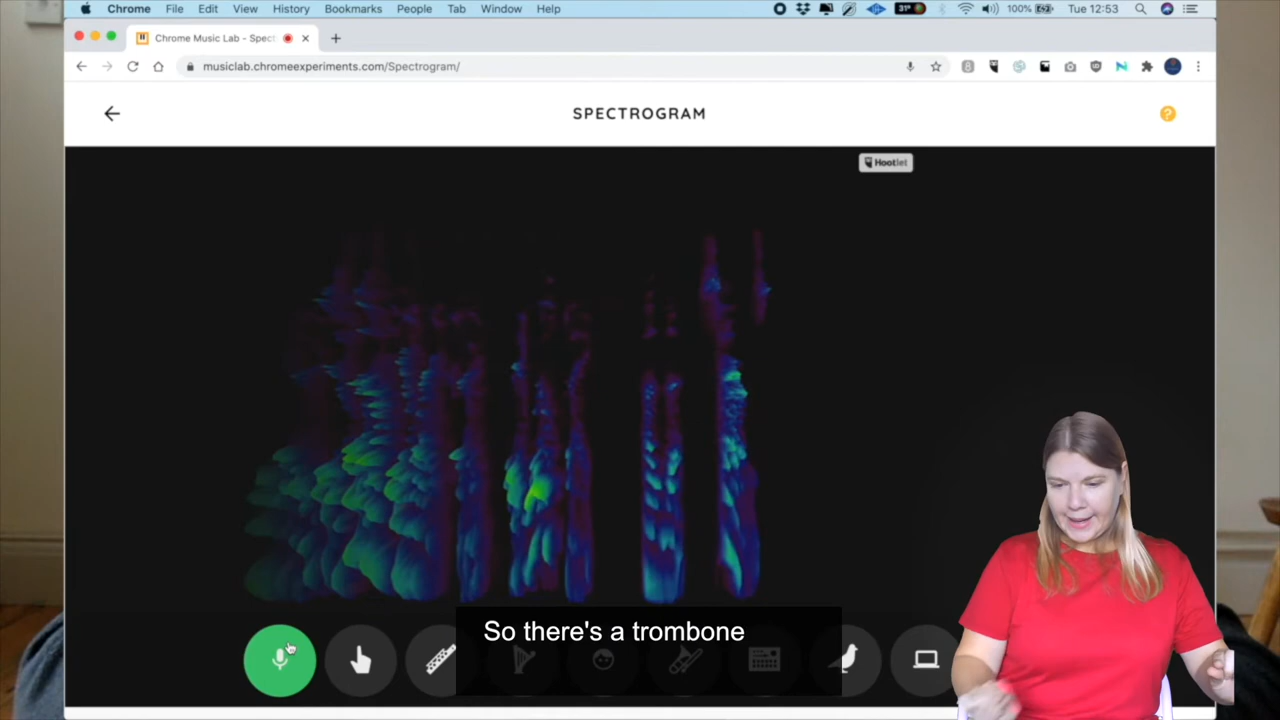 Chrome File Edit View History Bookmarks People Tab Window Help 31° 100% Tue 12:53
Chrome Music Lab - Spect
musiclab.chromeexperiments.com/Spectrogram/
SPECTROGRAM
?
Hootlet
So there's a trombone